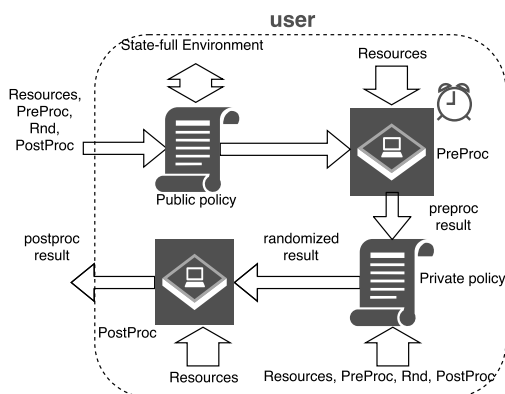 user
State-full Environment
Resources
Resources,
PreProc,
Rnd,
PostProc
PreProc
Public policy
preproc
result
postproc
result
randomized
result
Private policy
PostProc
Resources
Resources, PreProc, Rnd, PostProc